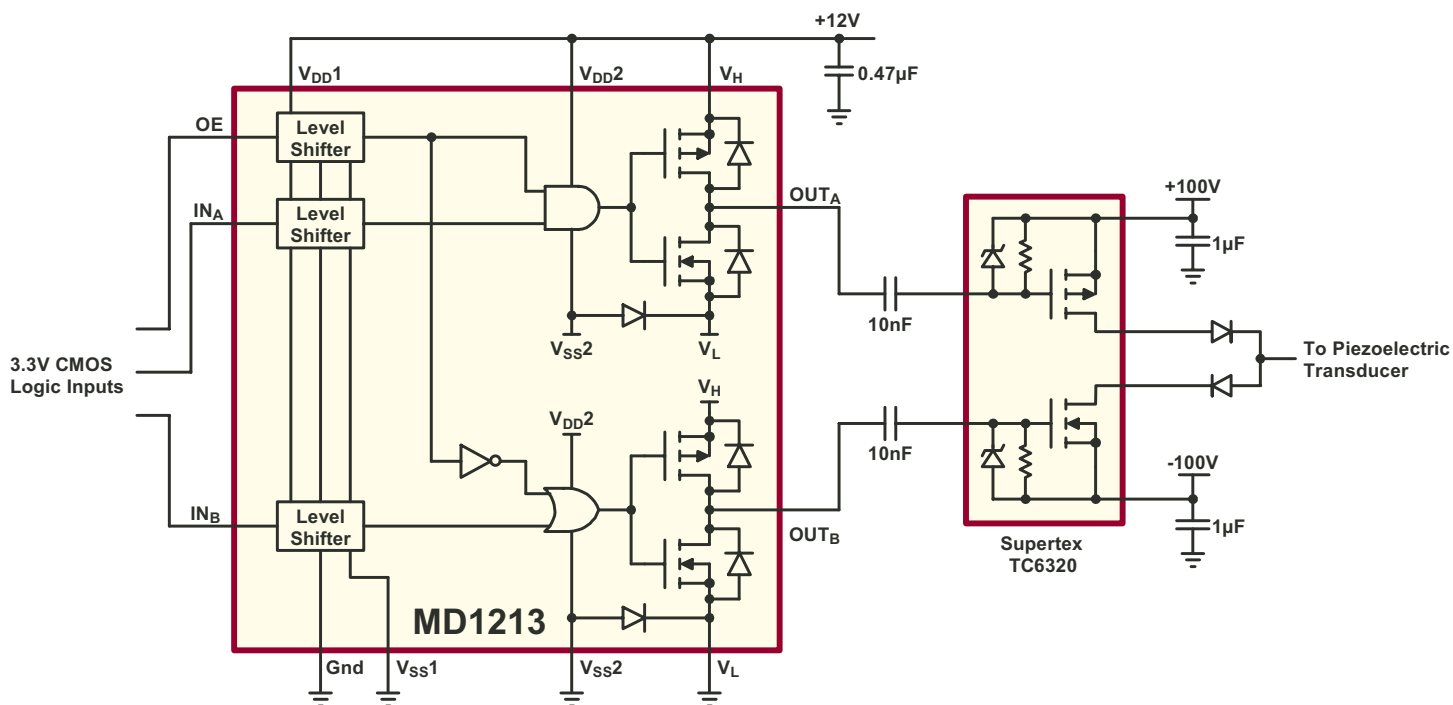 +12V
0.47µF
VDD1
VDD2
VH
OE
Level
Shifter
INA
Level
Shifter
OUTA
+100V
1µF
10nF
VSS2
VL
3.3V CMOS
Logic Inputs
To Piezoelectric
Transducer
VH
VDD2
10nF
-100V
1µF
INB
Level
Shifter
OUTB
Supertex
TC6320
MD1213
Gnd
VSS1
VSS2
VL